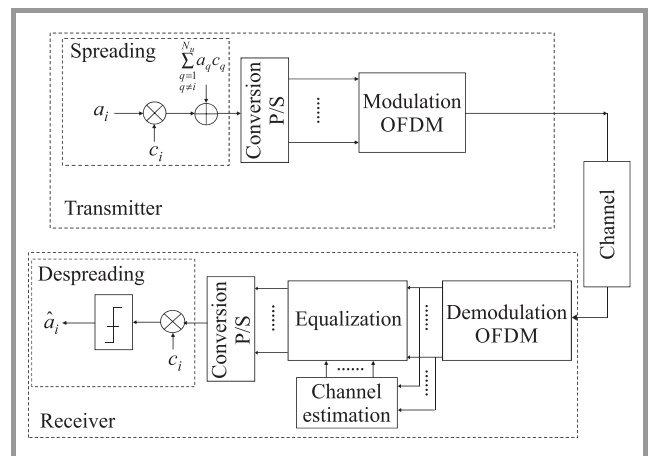 Spreading
N_u
∑ a_q c_q
q=1
q≠i
a_i
c_i
Conversion
P/S
Modulation
OFDM
Transmitter
Channel
Despreading
â_i
c_i
Conversion
P/S
Equalization
Demodulation
OFDM
Channel
estimation
Receiver